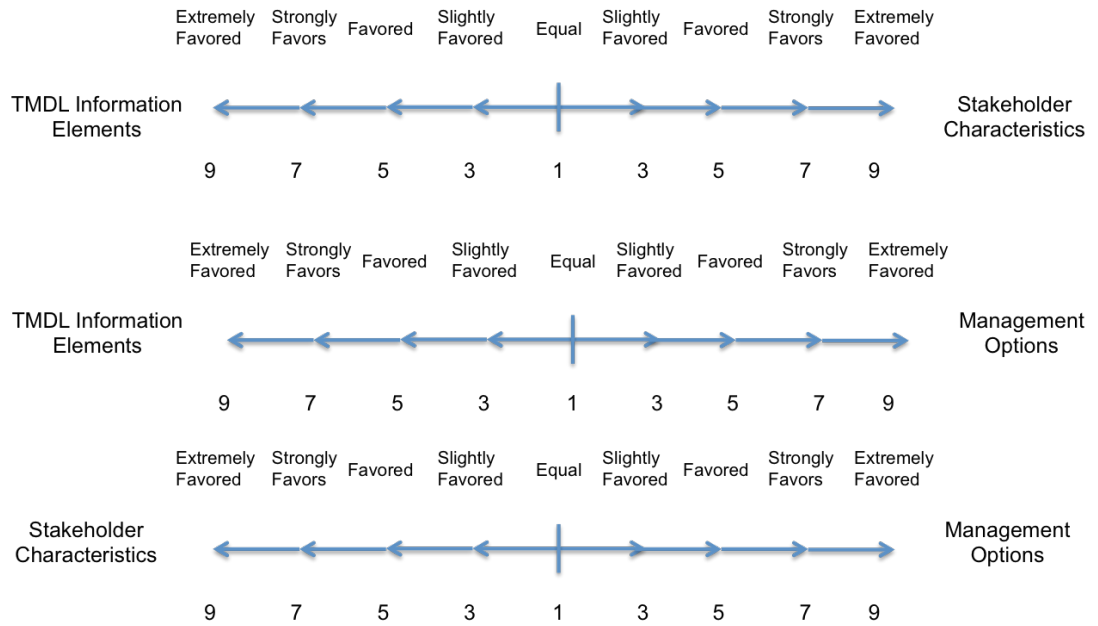 Extremely Favored Strongly Favors Favored Slightly Favored Equal Slightly Favored Favored Strongly Favors Extremely Favored
TMDL Information Elements
Stakeholder Characteristics
9 7 5 3 1 3 5 7 9
Extremely Favored Strongly Favors Favored Slightly Favored Equal Slightly Favored Favored Strongly Favors Extremely Favored
TMDL Information Elements
Management Options
9 7 5 3 1 3 5 7 9
Extremely Favored Strongly Favors Favored Slightly Favored Equal Slightly Favored Favored Strongly Favors Extremely Favored
Stakeholder Characteristics
Management Options
9 7 5 3 1 3 5 7 9